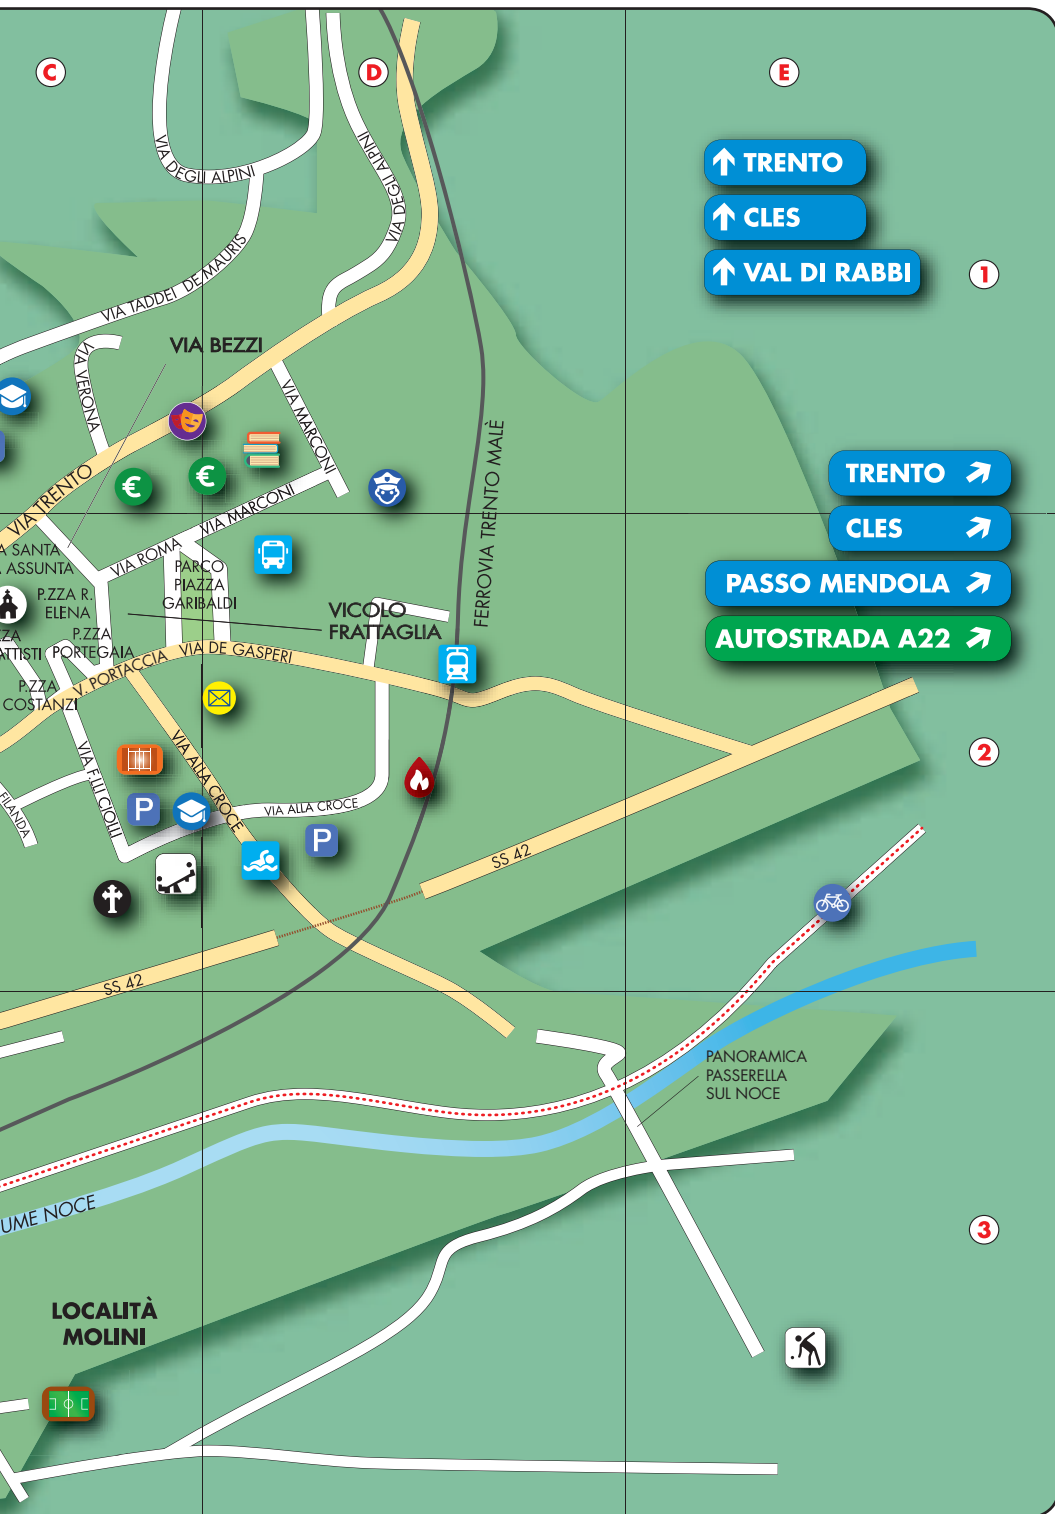 C
D
E
VIA DEGLI ALPINI
VIA DEGLI ALPINI
TRENTO
CLES
VAL DI RABBI
1
VIA TADDEI DE MAURIS
VIA BEZZI
VIA VERONA
VIA MARCONI
€
€
VIA TRENTO
VIA MARCONI
FERROVIA TRENTO MALÈ
TRENTO
CLES
PASSO MENDOLA
AUTOSTRADA A22
SANTA
ASSUNTA
VIA ROMA
PARCO
PIAZZA
GARIBALDI
P.ZZA R.
ELENA
VICOLO
FRATTAGLIA
P.ZZA
PORTEGAIA
V. PORTACCIA
VIA DE GASPERI
P.ZZA
COSTANZI
VIA F.LLI CIOLLI
VIA ALLA CROCE
2
FILANDA
P
VIA ALLA CROCE
P
SS 42
SS 42
PANORAMICA
PASSERELLA
SUL NOCE
UME NOCE
3
LOCALITÀ
MOLINI